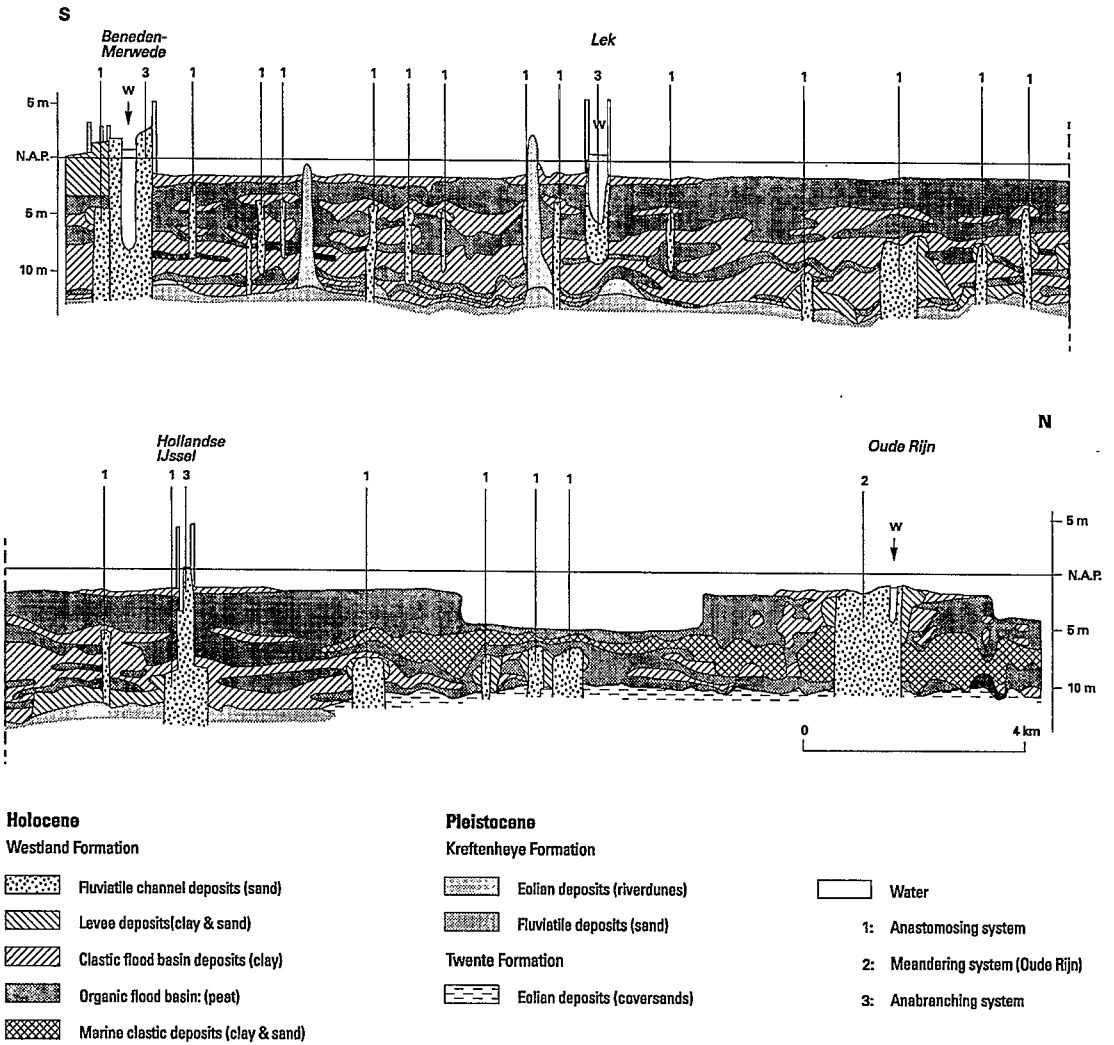 S
Beneden-
Merwede
Lek
1 3 1 1 1 1 1 1 1 1 3 1 1 1 1 1
W
W
5 m
N.A.P.
5 m
10 m
N
Hollandse
IJssel
Oude Rijn
1 1 3 1 1 1 1 2
W
5 m
N.A.P.
5 m
10 m
0 4 km
Holocene
Westland Formation
Fluviatile channel deposits (sand)
Levee deposits(clay & sand)
Clastic flood basin deposits (clay)
Organic flood basin: (peat)
Marine clastic deposits (clay & sand)
Pleistocene
Kreftenheye Formation
Eolian deposits (riverdunes)
Fluviatile deposits (sand)
Twente Formation
Eolian deposits (coversands)
Water
1: Anastomosing system
2: Meandering system (Oude Rijn)
3: Anabranching system